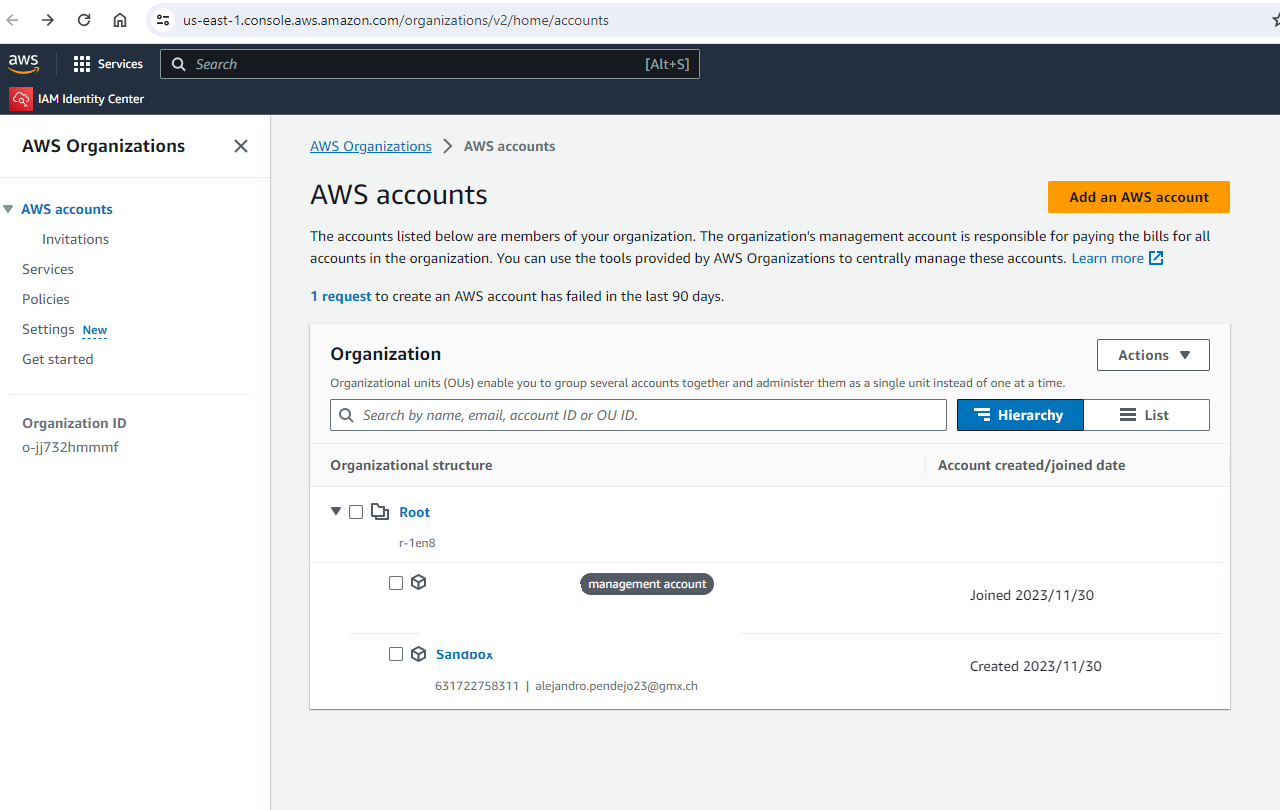 us-east-1.console.aws.amazon.com/organizations/v2/home/accounts
aws Services Search [Alt+S]
IAM Identity Center
AWS Organizations
AWS accounts
Invitations
Services
Policies
Settings New
Get started
Organization ID
o-jj732hmmmf
AWS Organizations > AWS accounts
AWS accounts
Add an AWS account
The accounts listed below are members of your organization. The organization's management account is responsible for paying the bills for all
accounts in the organization. You can use the tools provided by AWS Organizations to centrally manage these accounts. Learn more
1 request to create an AWS account has failed in the last 90 days.
Organization
Actions
Organizational units (OUs) enable you to group several accounts together and administer them as a single unit instead of one at a time.
Search by name, email, account ID or OU ID.
Hierarchy List
Organizational structure Account created/joined date
Root
r-1en8
management account
Joined 2023/11/30
Sandbox
Created 2023/11/30
631722758311 | alejandro.pendejo23@gmx.ch